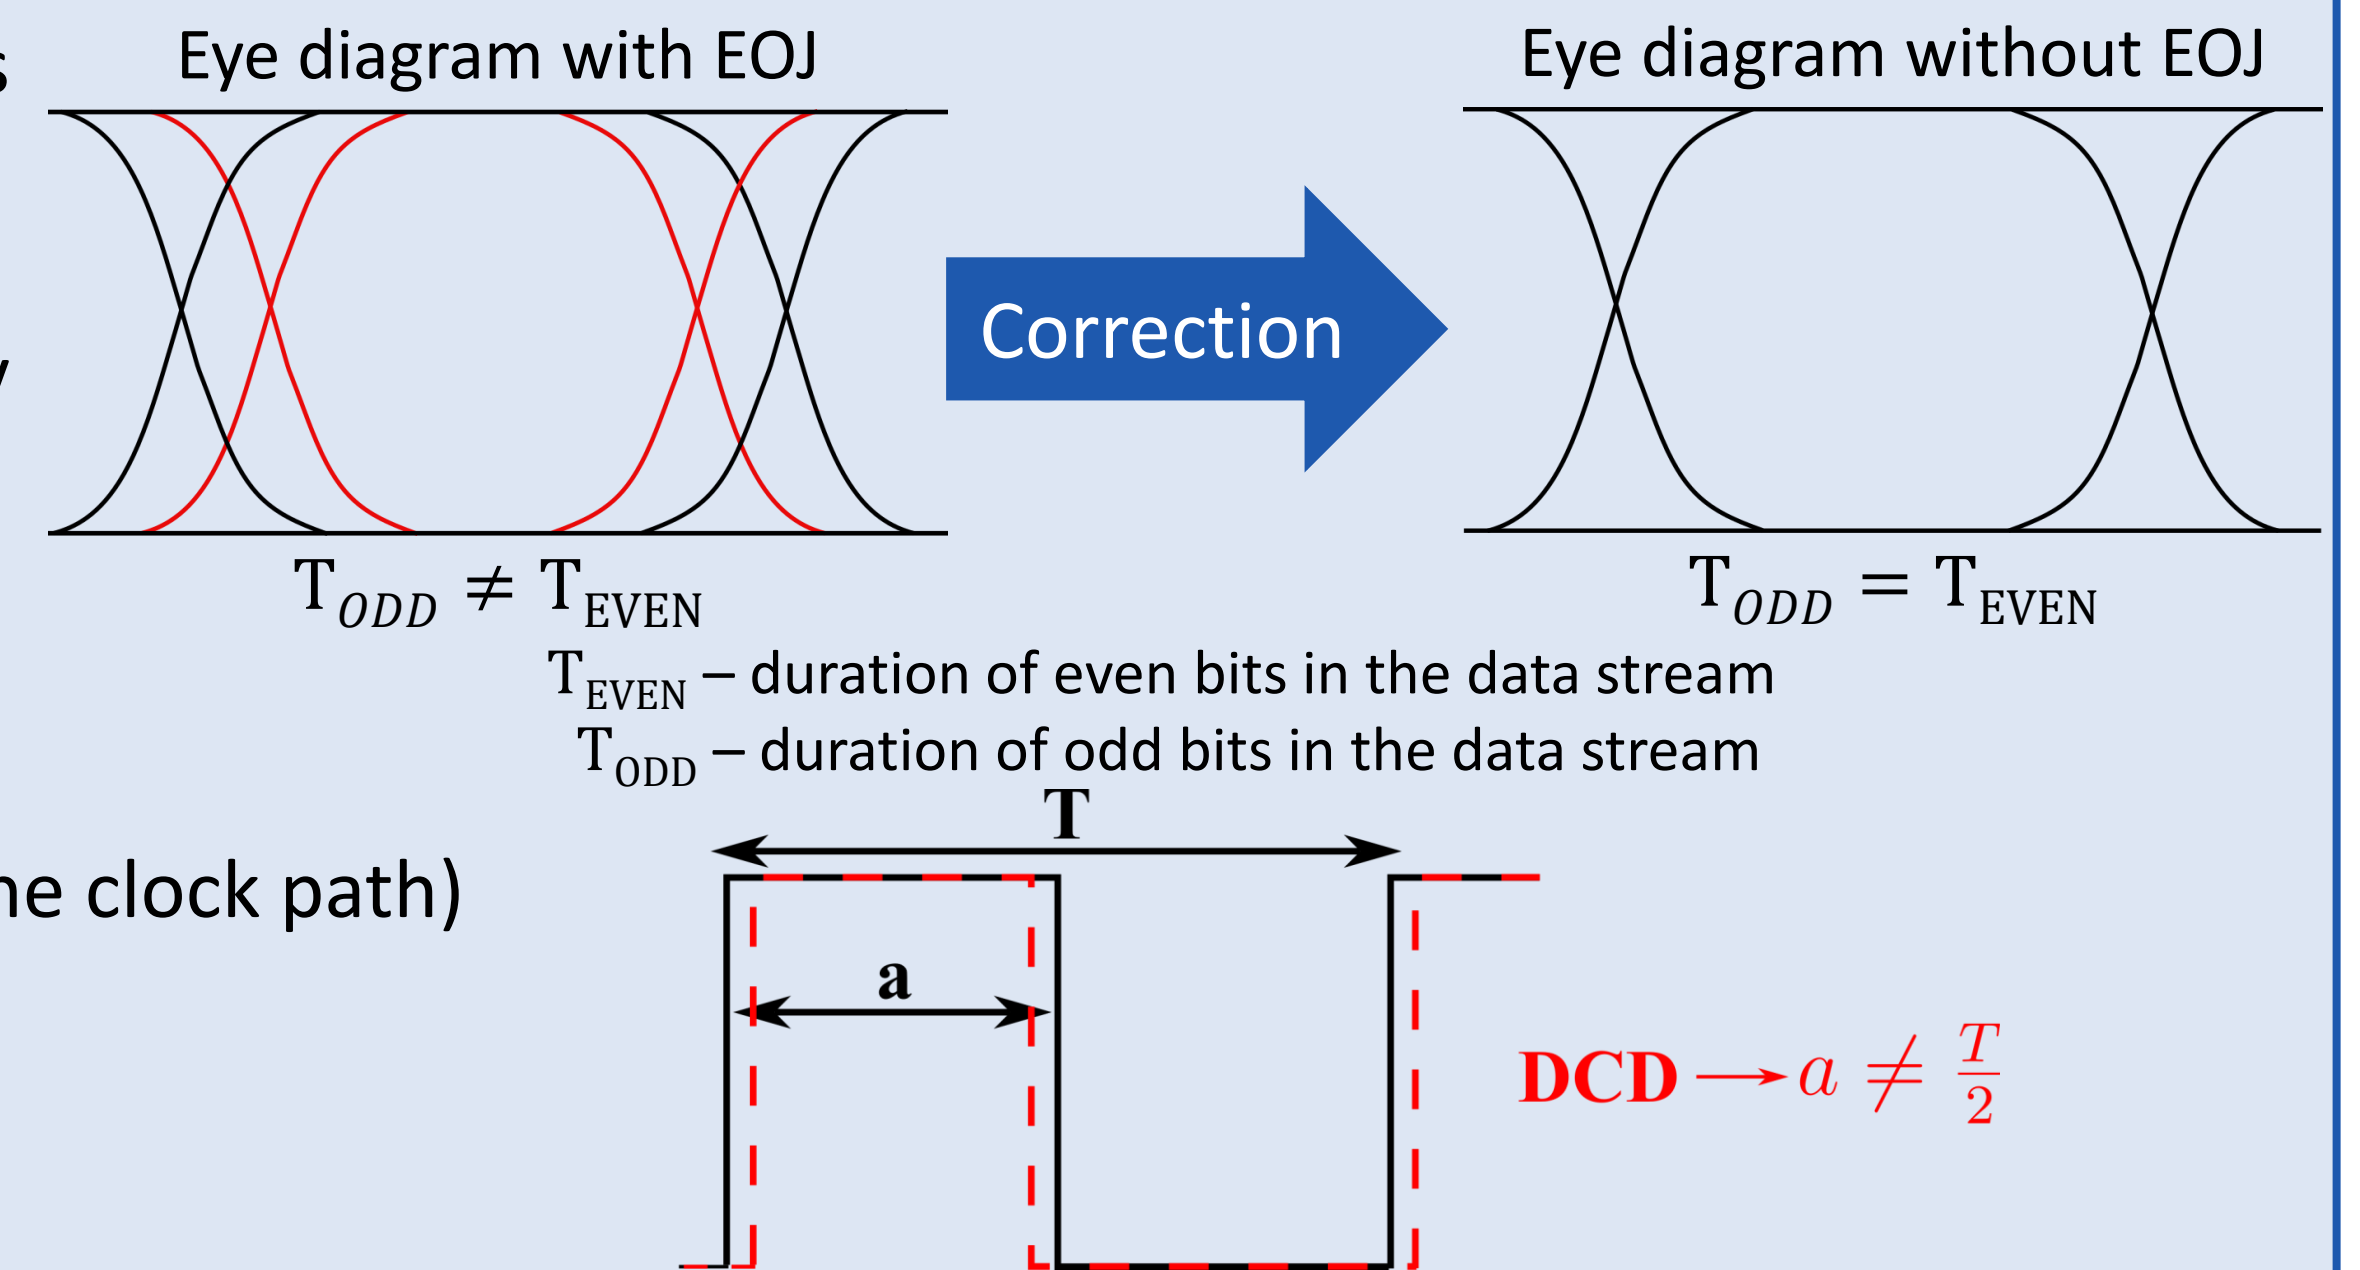 Eye diagram with EOJ
Eye diagram without EOJ
Correction
T_ODD ≠ T_EVEN
T_ODD = T_EVEN
T_EVEN – duration of even bits in the data stream
T_ODD – duration of odd bits in the data stream
T
clock path)
a
DCD → a ≠ T/2